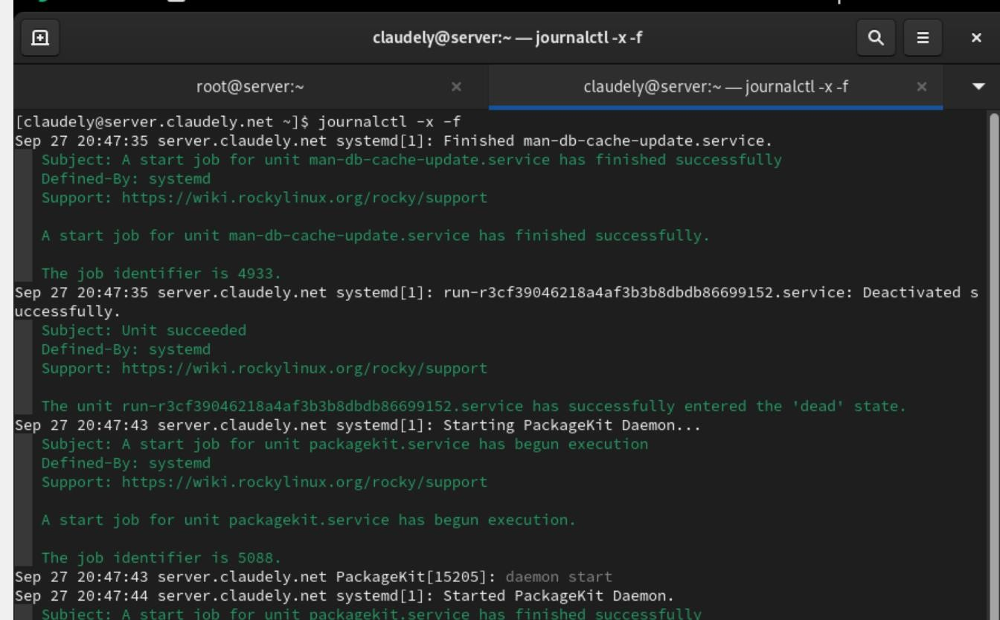 claudely@server:~ — journalctl -x -f
root@server:~
claudely@server:~ — journalctl -x -f
[claudely@server.claudely.net ~]$ journalctl -x -f
Sep 27 20:47:35 server.claudely.net systemd[1]: Finished man-db-cache-update.service.
Subject: A start job for unit man-db-cache-update.service has finished successfully
Defined-By: systemd
Support: https://wiki.rockylinux.org/rocky/support
A start job for unit man-db-cache-update.service has finished successfully.
The job identifier is 4933.
Sep 27 20:47:35 server.claudely.net systemd[1]: run-r3cf39046218a4af3b3b8dbdb86699152.service: Deactivated s
uccessfully.
Subject: Unit succeeded
Defined-By: systemd
Support: https://wiki.rockylinux.org/rocky/support
The unit run-r3cf39046218a4af3b3b8dbdb86699152.service has successfully entered the 'dead' state.
Sep 27 20:47:43 server.claudely.net systemd[1]: Starting PackageKit Daemon...
Subject: A start job for unit packagekit.service has begun execution
Defined-By: systemd
Support: https://wiki.rockylinux.org/rocky/support
A start job for unit packagekit.service has begun execution.
The job identifier is 5088.
Sep 27 20:47:43 server.claudely.net PackageKit[15205]: daemon start
Sep 27 20:47:44 server.claudely.net systemd[1]: Started PackageKit Daemon.
Subject: A start job for unit packagekit.service has finished successfully